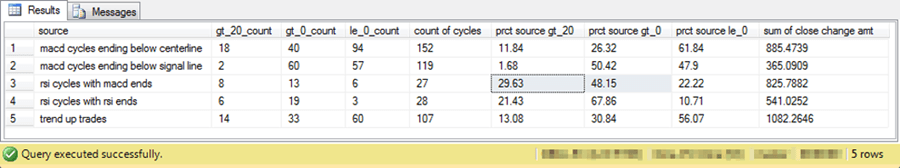 Results Messages
source gt_20_count gt_0_count le_0_count count of cycles prct source gt_20 prct source gt_0 prct source le_0 sum of close change amt
1 macd cycles ending below centerline 18 40 94 152 11.84 26.32 61.84 885.4739
2 macd cycles ending below signal line 2 60 57 119 1.68 50.42 47.9 365.0909
3 rsi cycles with macd ends 8 13 6 27 29.63 48.15 22.22 825.7882
4 rsi cycles with rsi ends 6 19 3 28 21.43 67.86 10.71 541.0252
5 trend up trades 14 33 60 107 13.08 30.84 56.07 1082.2646
Query executed successfully. 5 rows